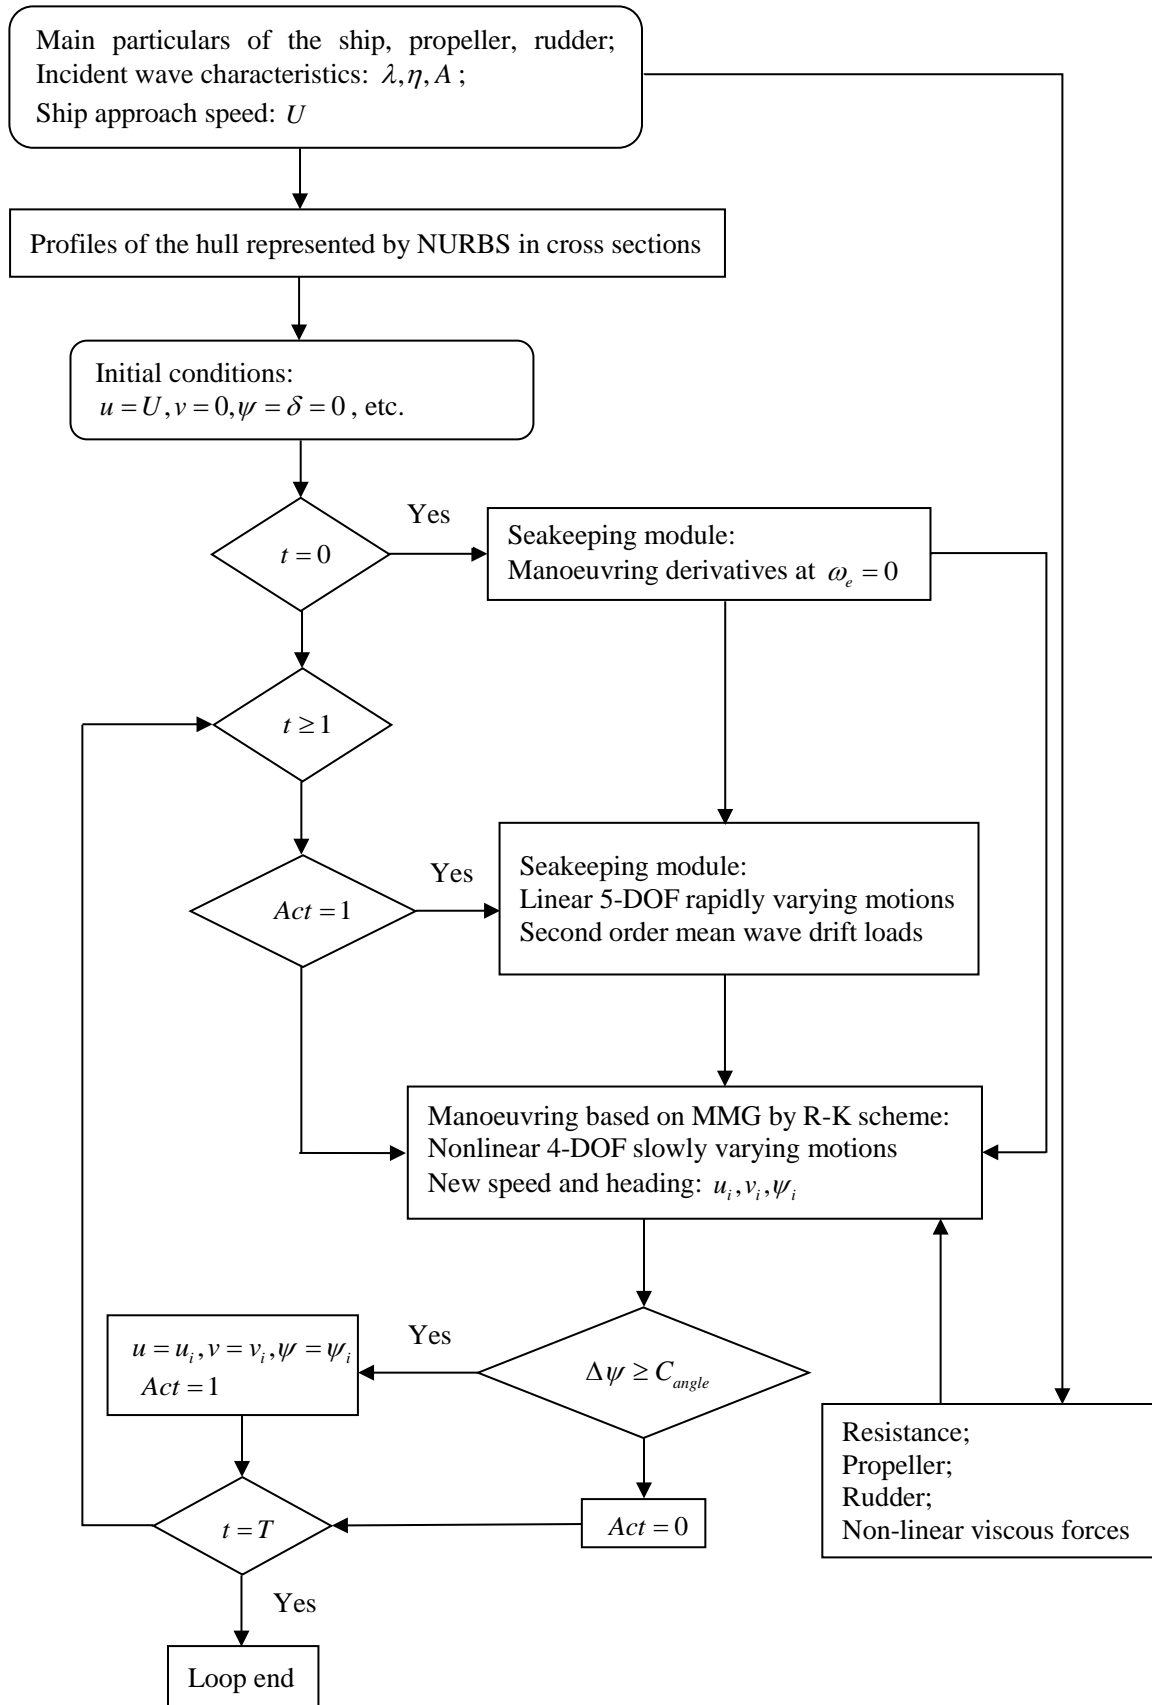 Main particulars of the ship, propeller, rudder;
Incident wave characteristics: λ,η,A ;
Ship approach speed: U
Profiles of the hull represented by NURBS in cross sections
Initial conditions:
u = U, v = 0, ψ = δ = 0 , etc.
t = 0
Yes
Seakeeping module:
Manoeuvring derivatives at ω_e = 0
t ≥ 1
Act = 1
Yes
Seakeeping module:
Linear 5-DOF rapidly varying motions
Second order mean wave drift loads
Manoeuvring based on MMG by R-K scheme:
Nonlinear 4-DOF slowly varying motions
New speed and heading: u_i, v_i, ψ_i
Δψ ≥ C_angle
Yes
u = u_i, v = v_i, ψ = ψ_i
Act = 1
Act = 0
Resistance;
Propeller;
Rudder;
Non-linear viscous forces
t = T
Yes
Loop end